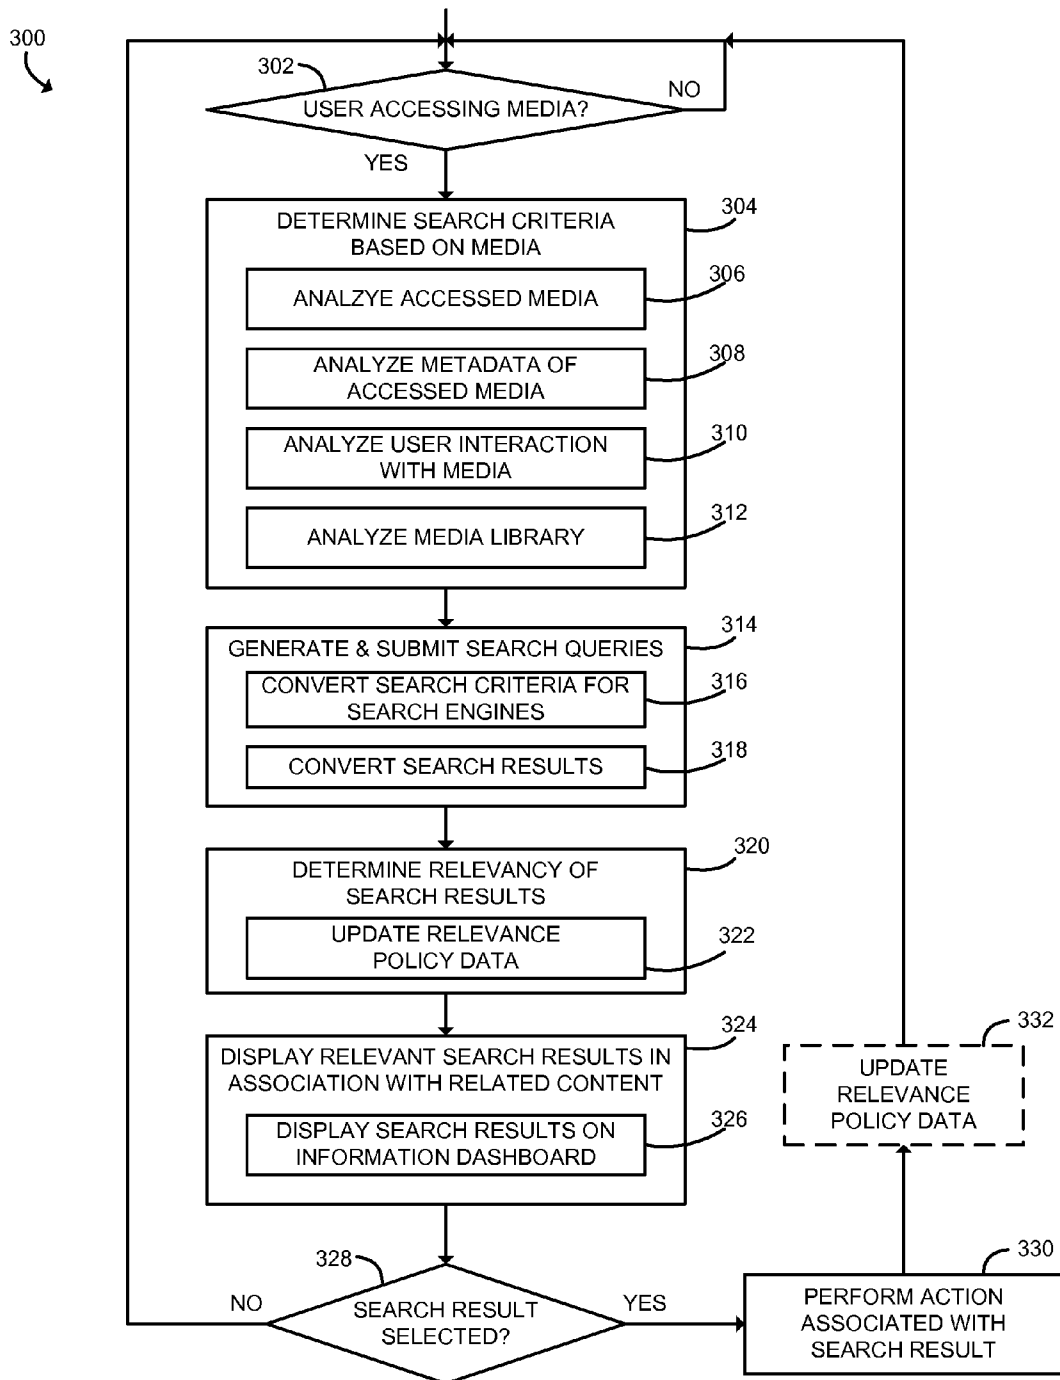 300
302
USER ACCESSING MEDIA?
NO
YES
304
DETERMINE SEARCH CRITERIA
BASED ON MEDIA
306
ANALZYE ACCESSED MEDIA
308
ANALYZE METADATA OF
ACCESSED MEDIA
310
ANALYZE USER INTERACTION
WITH MEDIA
312
ANALYZE MEDIA LIBRARY
314
GENERATE & SUBMIT SEARCH QUERIES
316
CONVERT SEARCH CRITERIA FOR
SEARCH ENGINES
318
CONVERT SEARCH RESULTS
320
DETERMINE RELEVANCY OF
SEARCH RESULTS
322
UPDATE RELEVANCE
POLICY DATA
324
DISPLAY RELEVANT SEARCH RESULTS IN
ASSOCIATION WITH RELATED CONTENT
326
DISPLAY SEARCH RESULTS ON
INFORMATION DASHBOARD
328
SEARCH RESULT
SELECTED?
NO
YES
330
PERFORM ACTION
ASSOCIATED WITH
SEARCH RESULT
332
UPDATE
RELEVANCE
POLICY DATA